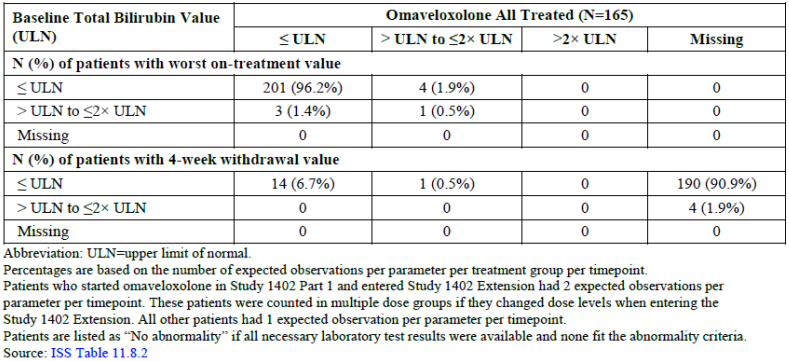 Baseline Total Bilirubin Value (ULN) Omaveloxolone All Treated (N=165)
≤ ULN > ULN to ≤2× ULN >2× ULN Missing
N (%) of patients with worst on-treatment value
≤ ULN 201 (96.2%) 4 (1.9%) 0 0
> ULN to ≤2× ULN 3 (1.4%) 1 (0.5%) 0 0
Missing 0 0 0 0
N (%) of patients with 4-week withdrawal value
≤ ULN 14 (6.7%) 1 (0.5%) 0 190 (90.9%)
> ULN to ≤2× ULN 0 0 0 4 (1.9%)
Missing 0 0 0 0
Abbreviation: ULN=upper limit of normal.
Percentages are based on the number of expected observations per parameter per treatment group per timepoint.
Patients who started omaveloxolone in Study 1402 Part 1 and entered Study 1402 Extension had 2 expected observations per
parameter per timepoint. These patients were counted in multiple dose groups if they changed dose levels when entering the
Study 1402 Extension. All other patients had 1 expected observation per parameter per timepoint.
Patients are listed as “No abnormality” if all necessary laboratory test results were available and none fit the abnormality criteria.
Source: ISS Table 11.8.2